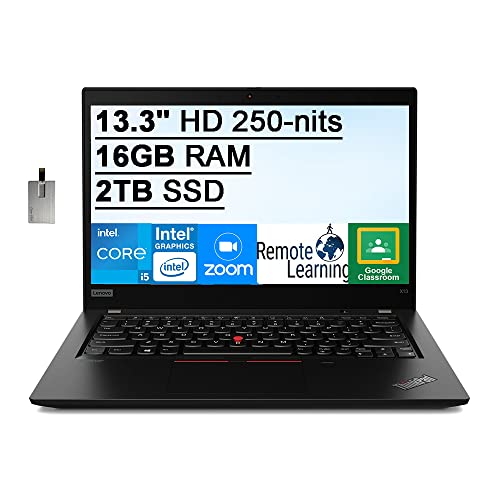 13.3" HD 250-nits
16GB RAM
2TB SSD
intel.
CORE i5
Intel®
GRAPHICS
intel
zoom
Remote
Learning
Google
Classroom
Lenovo
X13
ThinkPad